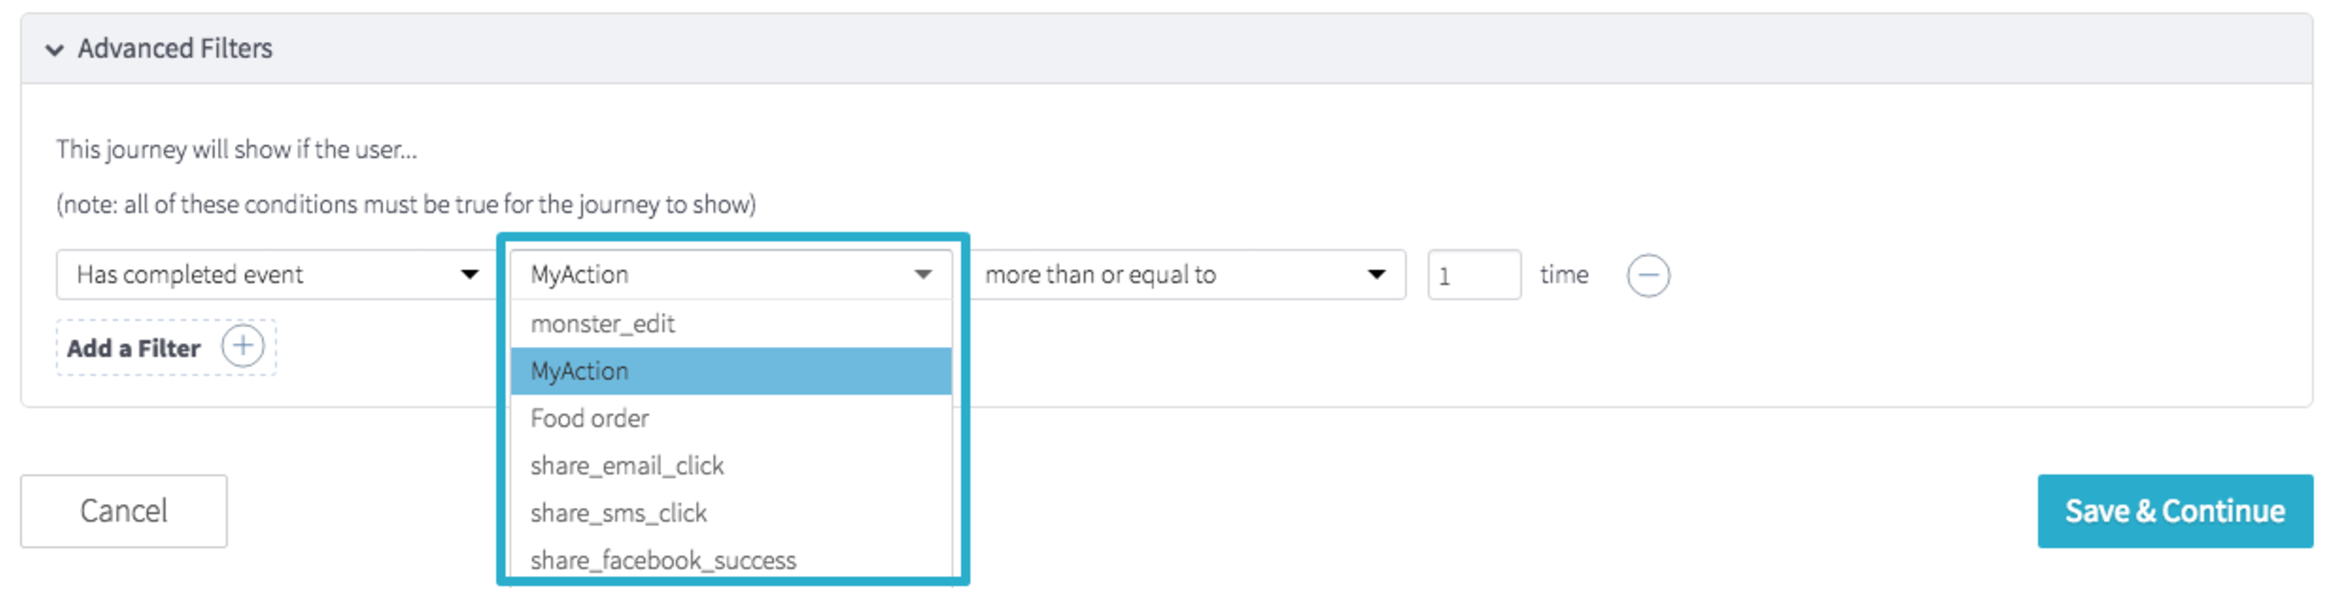 Advanced Filters
This journey will show if the user...
(note: all of these conditions must be true for the journey to show)
Has completed event MyAction more than or equal to 1 time
Add a Filter
monster_edit
MyAction
Food order
share_email_click
share_sms_click
share_facebook_success
Cancel
Save & Continue